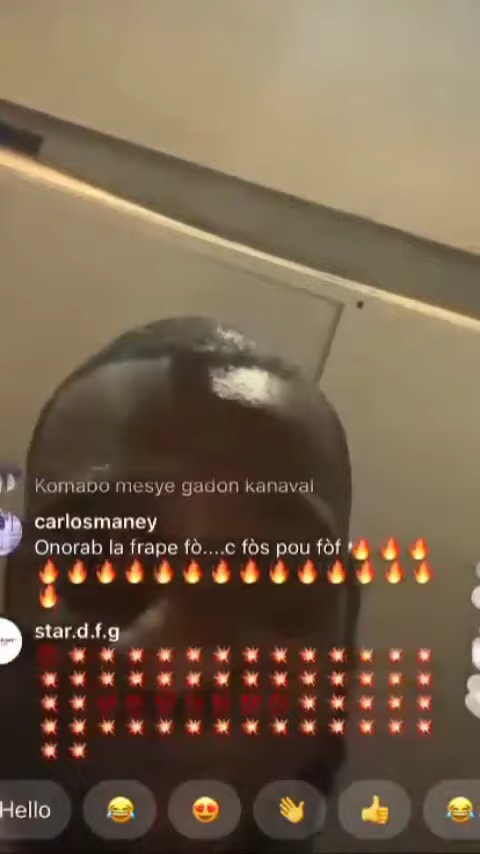 Komabo mesye gadon kanaval
carlosmaney
Onorab la frape fò....c fòs pou fòf 🔥🔥🔥
🔥🔥🔥🔥🔥🔥🔥🔥🔥🔥🔥🔥🔥🔥
🔥
star.d.f.g
Hello